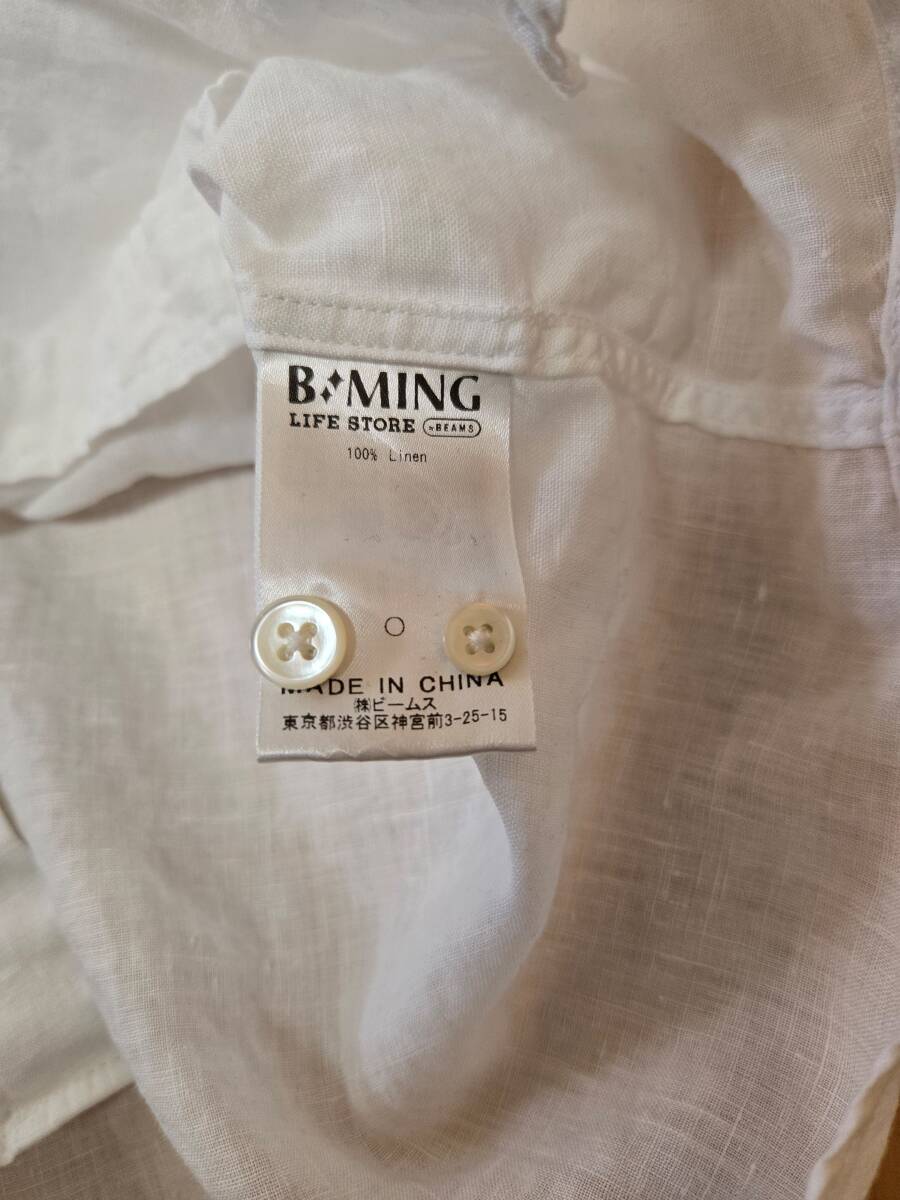 B MING
LIFE STORE by BEAMS
100% Linen
MADE IN CHINA
㈱ビームス
東京都渋谷区神宮前3-25-15